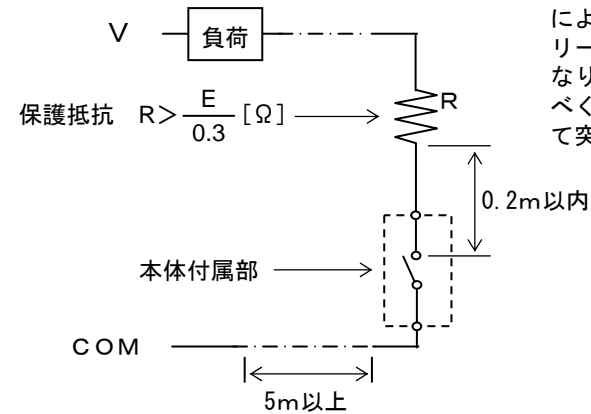 V 負荷
保護抵抗 R＞E/0.3 [Ω]
R
0.2m以内
本体付属部
COM
5m以上
によ
リー
なり
べく
て突